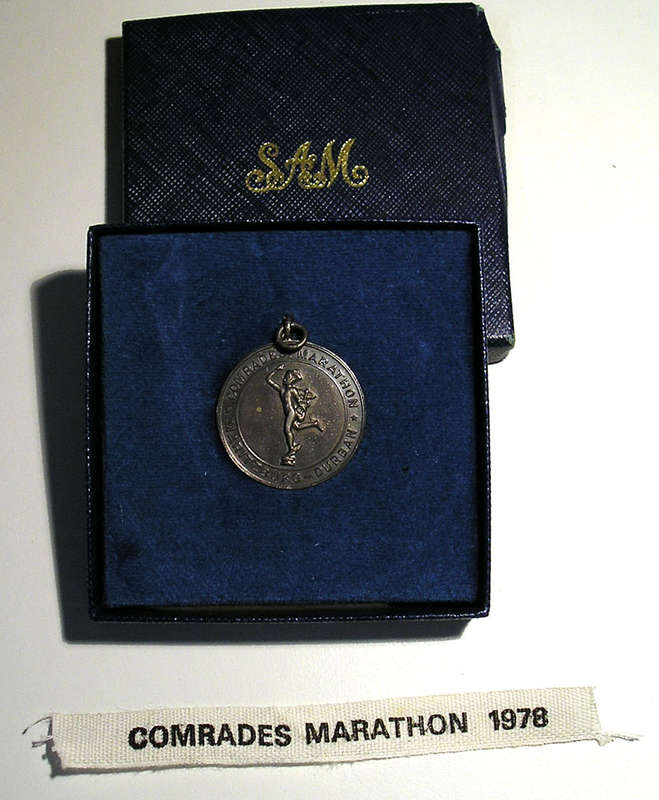 SAM
COMRADES MARATHON
DURBAN
COMRADES MARATHON 1978